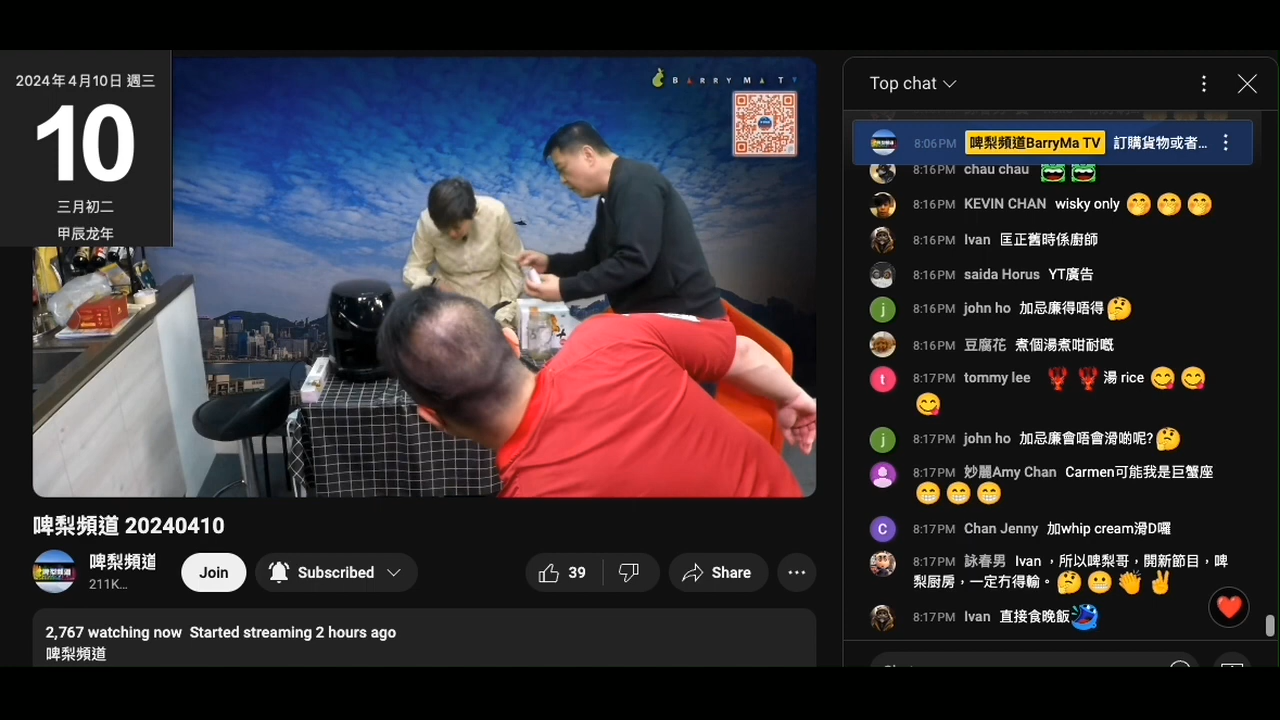 2024年4月10日 週三
10
三月初二
甲辰龙年
BARRYMATV
啤梨頻道 20240410
啤梨頻道
211K...
Join
Subscribed
39
Share
2,767 watching now Started streaming 2 hours ago
啤梨頻道
Top chat
8:06PM 啤梨頻道BarryMa TV 訂購貨物或者...
8:16PM chau chau
8:16PM KEVIN CHAN wisky only 🤭🤭🤭
8:16PM Ivan 匡正舊時係廚師
8:16PM saida Horus YT廣告
8:16PM john ho 加忌廉得唔得🤔
8:16PM 豆腐花 煮個湯煮咁耐嘅
8:17PM tommy lee 🦞🦞湯 rice 😋😋
😋
8:17PM john ho 加忌廉會唔會滑啲呢?🤔
8:17PM 妙麗Amy Chan Carmen可能我是巨蟹座
😁😁😁
8:17PM Chan Jenny 加whip cream滑D囉
8:17PM 詠春男 Ivan ，所以啤梨哥，開新節目，啤
梨厨房，一定冇得輸。🤔😬👏✌
8:17PM Ivan 直接食晚飯